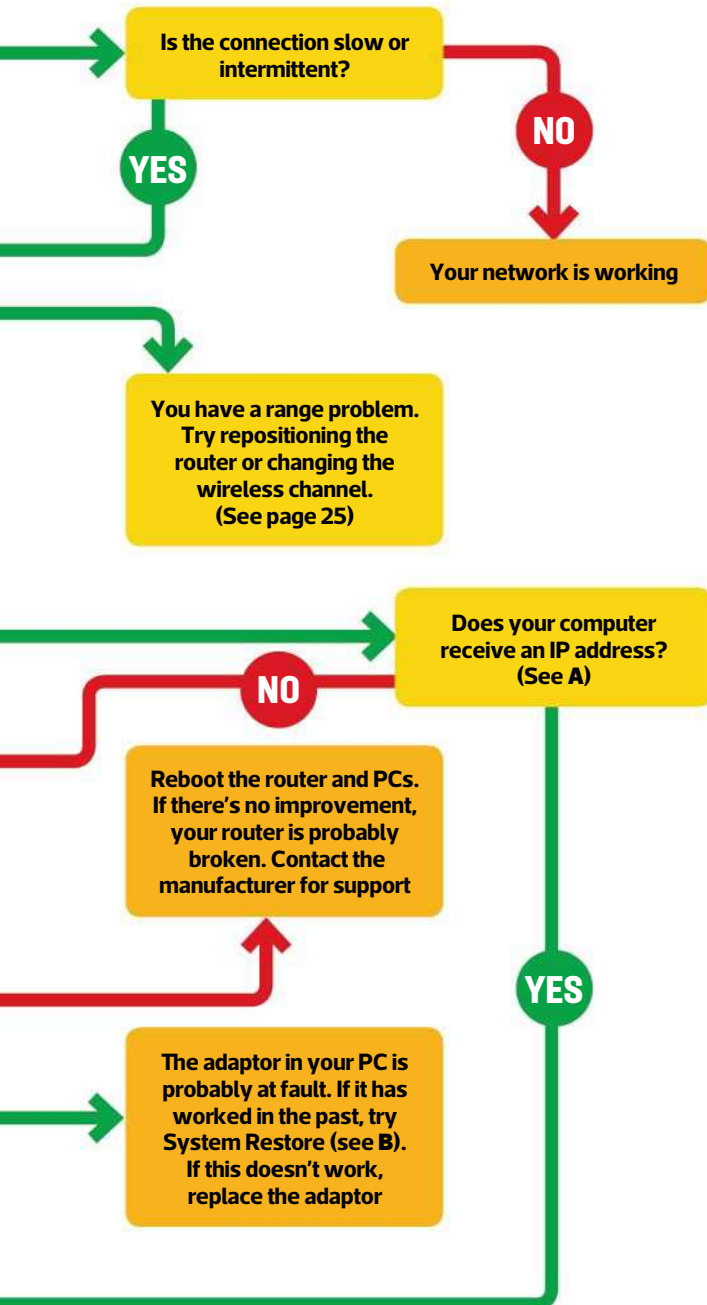 Is the connection slow or
intermittent?
YES
NO
Your network is working
You have a range problem.
Try repositioning the
router or changing the
wireless channel.
(See page 25)
Does your computer
receive an IP address?
(See A)
NO
Reboot the router and PCs.
If there's no improvement,
your router is probably
broken. Contact the
manufacturer for support
YES
The adaptor in your PC is
probably at fault. If it has
worked in the past, try
System Restore (see B).
If this doesn't work,
replace the adaptor